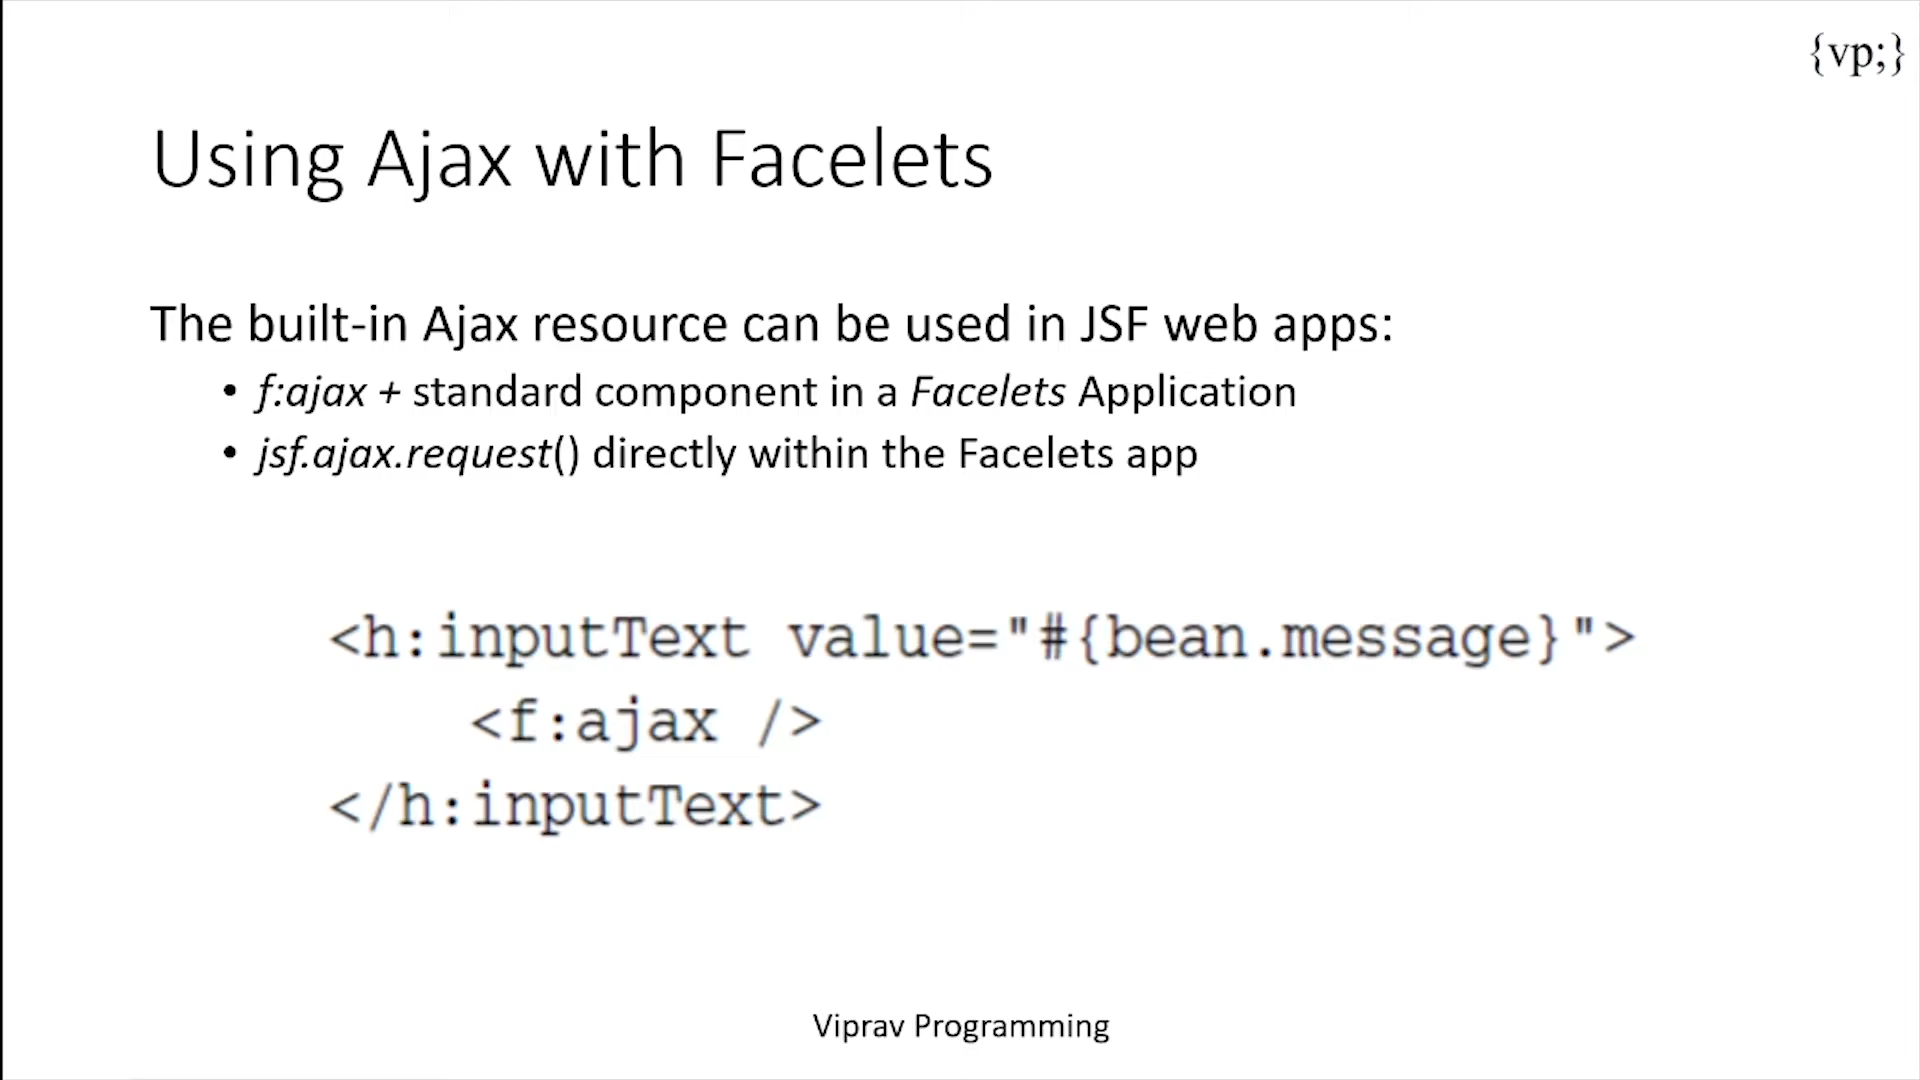 {vp;}
Using Ajax with Facelets
The built-in Ajax resource can be used in JSF web apps:
• f:ajax + standard component in a Facelets Application
• jsf.ajax.request() directly within the Facelets app
<h:inputText value="#{bean.message}">
<f:ajax />
</h:inputText>
Viprav Programming